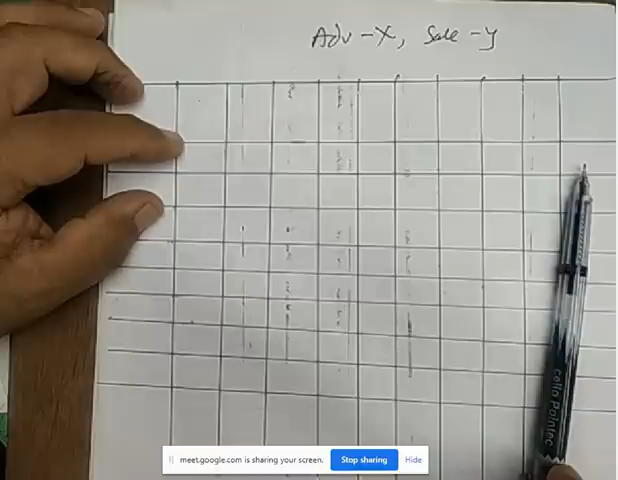 Adv - X, Sale - y
cello Pointec
meet.google.com is sharing your screen. Stop sharing Hide